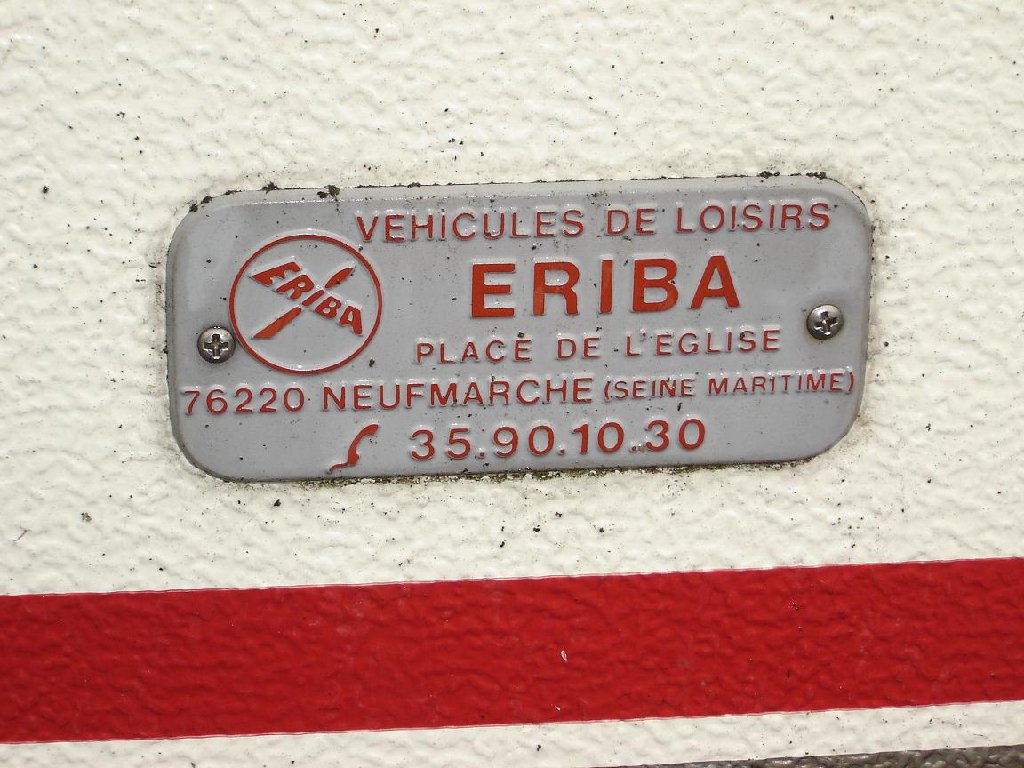 VEHICULES DE LOISIRS
ERIBA
ERIBA
PLACE DE L'EGLISE
76220 NEUFMARCHE (SEINE MARITIME)
35.90.10.30